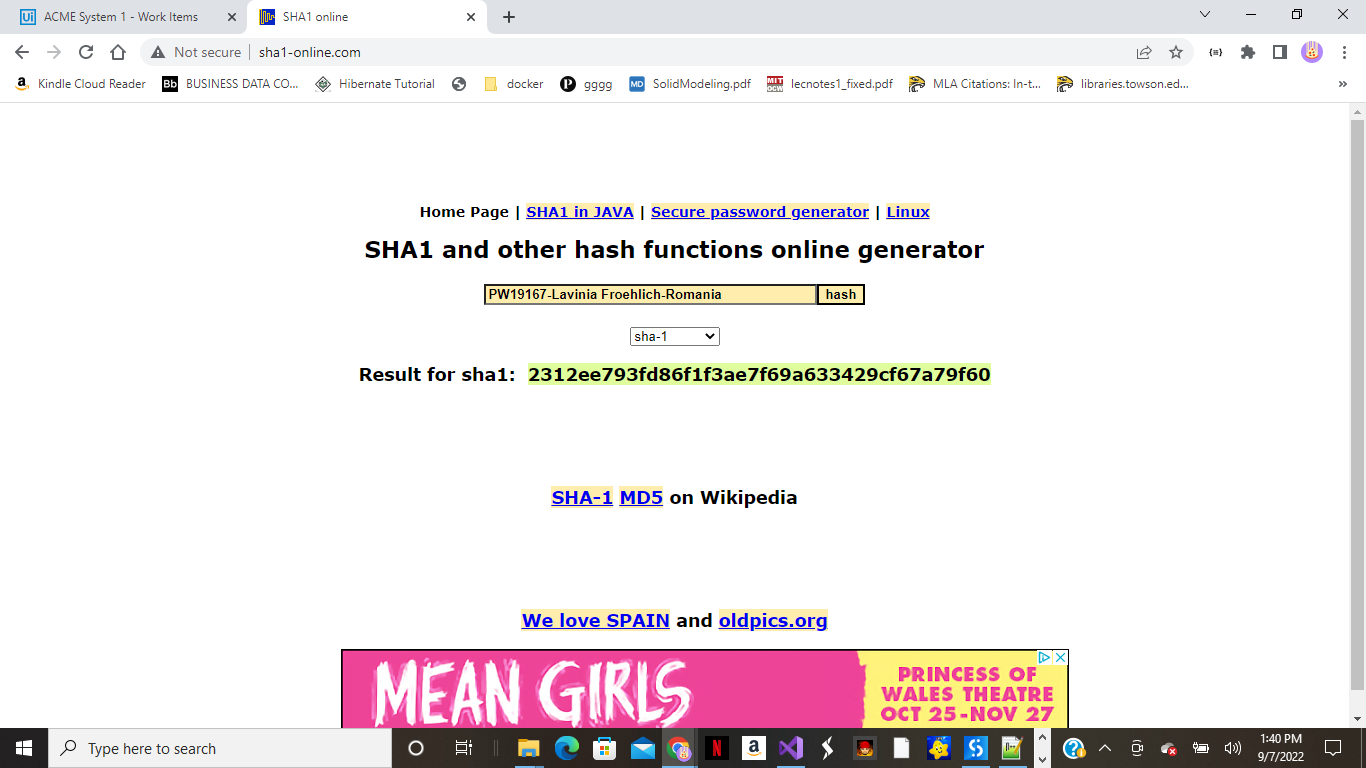 ACME System 1 - Work Items
SHA1 online
Not secure
sha1-online.com
Kindle Cloud Reader
Bb
BUSINESS DATA CO...
Hibernate Tutorial
docker
gggg
MD
SolidModeling.pdf
lecnotes1_fixed.pdf
MLA Citations: In-t...
libraries.towson.ed...
»
Home Page | SHA1 in JAVA | Secure password generator | Linux
SHA1 and other hash functions online generator
PW19167-Lavinia Froehlich-Romania
hash
sha-1
Result for sha1: 2312ee793fd86f1f3ae7f69a633429cf67a79f60
SHA-1 MD5 on Wikipedia
We love SPAIN and oldpics.org
MEAN GIRLS
PRINCESS OF
WALES THEATRE
OCT 25-NOV 27
Type here to search
1:40 PM
9/7/2022